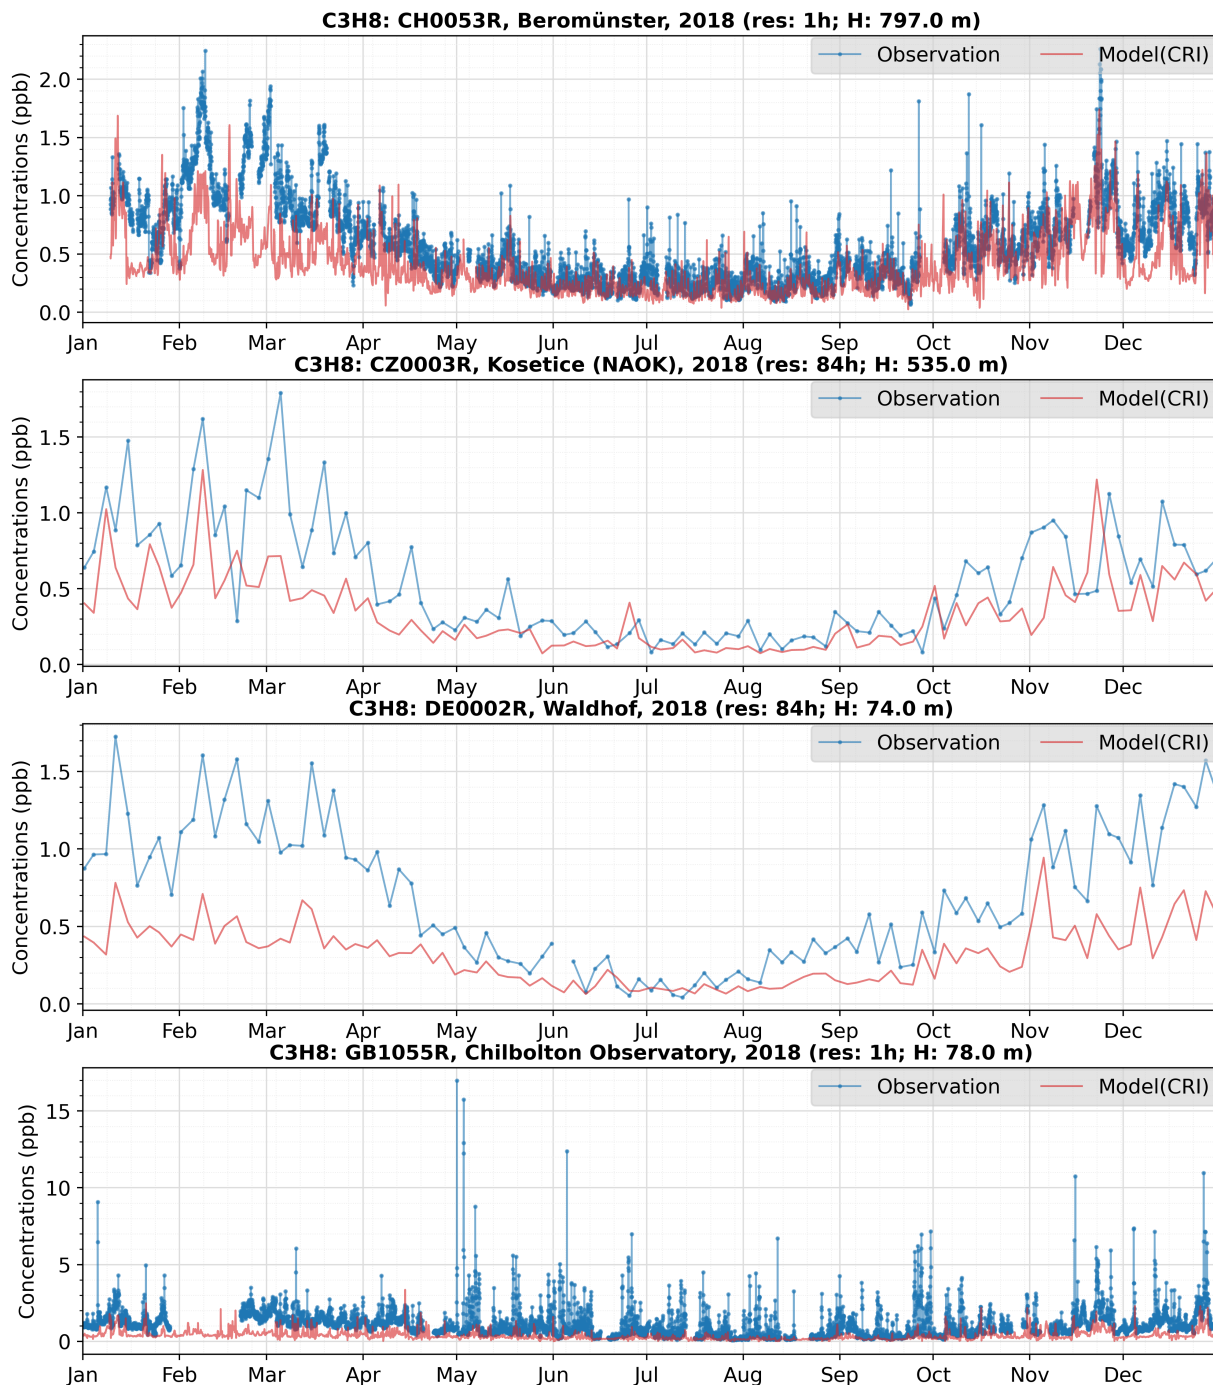 C3H8: CH0053R, Beromünster, 2018 (res: 1h; H: 797.0 m)
Observation Model(CRI)
Concentrations (ppb)
2.0
1.5
1.0
0.5
0.0
Jan Feb Mar Apr May Jun Jul Aug Sep Oct Nov Dec
C3H8: CZ0003R, Kosetice (NAOK), 2018 (res: 84h; H: 535.0 m)
Observation Model(CRI)
Concentrations (ppb)
1.5
1.0
0.5
0.0
Jan Feb Mar Apr May Jun Jul Aug Sep Oct Nov Dec
C3H8: DE0002R, Waldhof, 2018 (res: 84h; H: 74.0 m)
Observation Model(CRI)
Concentrations (ppb)
1.5
1.0
0.5
0.0
Jan Feb Mar Apr May Jun Jul Aug Sep Oct Nov Dec
C3H8: GB1055R, Chilbolton Observatory, 2018 (res: 1h; H: 78.0 m)
Observation Model(CRI)
Concentrations (ppb)
15
10
5
0
Jan Feb Mar Apr May Jun Jul Aug Sep Oct Nov Dec